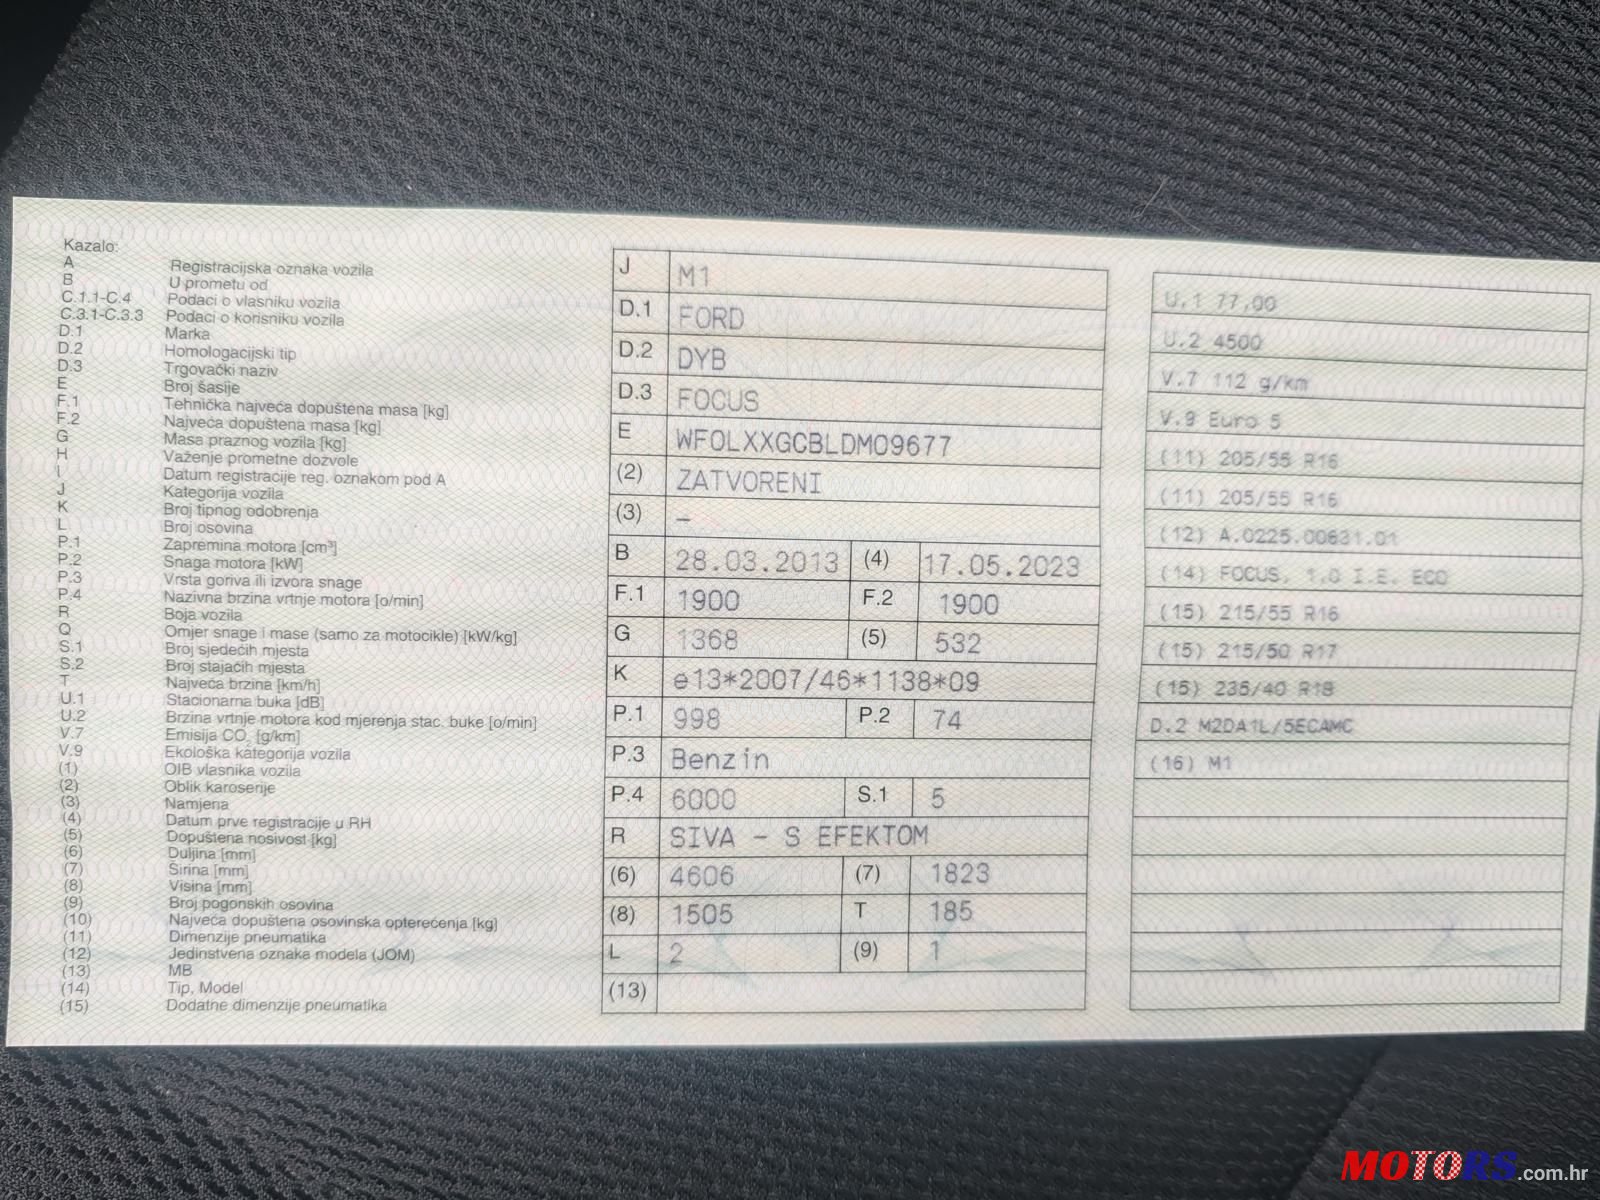 Kazalo:
A Registracijska oznaka vozila
B U prometu od
C.1.1-C.4 Podaci o vlasniku vozila
C.3.1-C.3.3 Podaci o korisniku vozila
D.1 Marka
D.2 Homologacijski tip
D.3 Trgovački naziv
E Broj šasije
F.1 Tehnička najveća dopuštena masa [kg]
F.2 Najveća dopuštena masa [kg]
G Masa praznog vozila [kg]
H Važenje prometne dozvole
I Datum registracije reg. oznakom pod A
J Kategorija vozila
K Broj tipnog odobrenja
L Broj osovina
P.1 Zapremina motora [cm³]
P.2 Snaga motora [kW]
P.3 Vrsta goriva ili izvora snage
P.4 Nazivna brzina vrtnje motora [o/min]
R Boja vozila
Q Omjer snage i mase (samo za motocikle) [kW/kg]
S.1 Broj sjedećih mjesta
S.2 Broj stajaćih mjesta
T Najveća brzina [km/h]
U.1 Stacionarna buka [dB]
U.2 Brzina vrtnje motora kod mjerenja stac. buke [o/min]
V.7 Emisija CO₂ [g/km]
V.9 Ekološka kategorija vozila
(1) OIB vlasnika vozila
(2) Oblik karoserije
(3) Namjena
(4) Datum prve registracije u RH
(5) Dopuštena nosivost [kg]
(6) Duljina [mm]
(7) Širina [mm]
(8) Visina [mm]
(9) Broj pogonskih osovina
(10) Najveća dopuštena osovinska opterećenja [kg]
(11) Dimenzije pneumatika
(12) Jedinstvena oznaka modela (JOM)
(13) MB
(14) Tip, Model
(15) Dodatne dimenzije pneumatika
J M1
D.1 FORD
D.2 DYB
D.3 FOCUS
E WF0LXXGCBLDM09677
(2) ZATVORENI
(3) –
B 28.03.2013 (4) 17.05.2023
F.1 1900 F.2 1900
G 1368 (5) 532
K e13*2007/46*1138*09
P.1 998 P.2 74
P.3 Benzin
P.4 6000 S.1 5
R SIVA - S EFEKTOM
(6) 4606 (7) 1823
(8) 1505 T 185
L 2 (9) 1
(13)
U.1 77.00
U.2 4500
V.7 112 g/km
V.9 Euro 5
(11) 205/55 R16
(11) 205/55 R16
(12) A.0225.00631.01
(14) FOCUS, 1.0 I.E. ECO
(15) 215/55 R16
(15) 215/50 R17
(15) 235/40 R18
D.2 M2DA1L/5ECAMC
(16) M1
MOTORS.com.hr